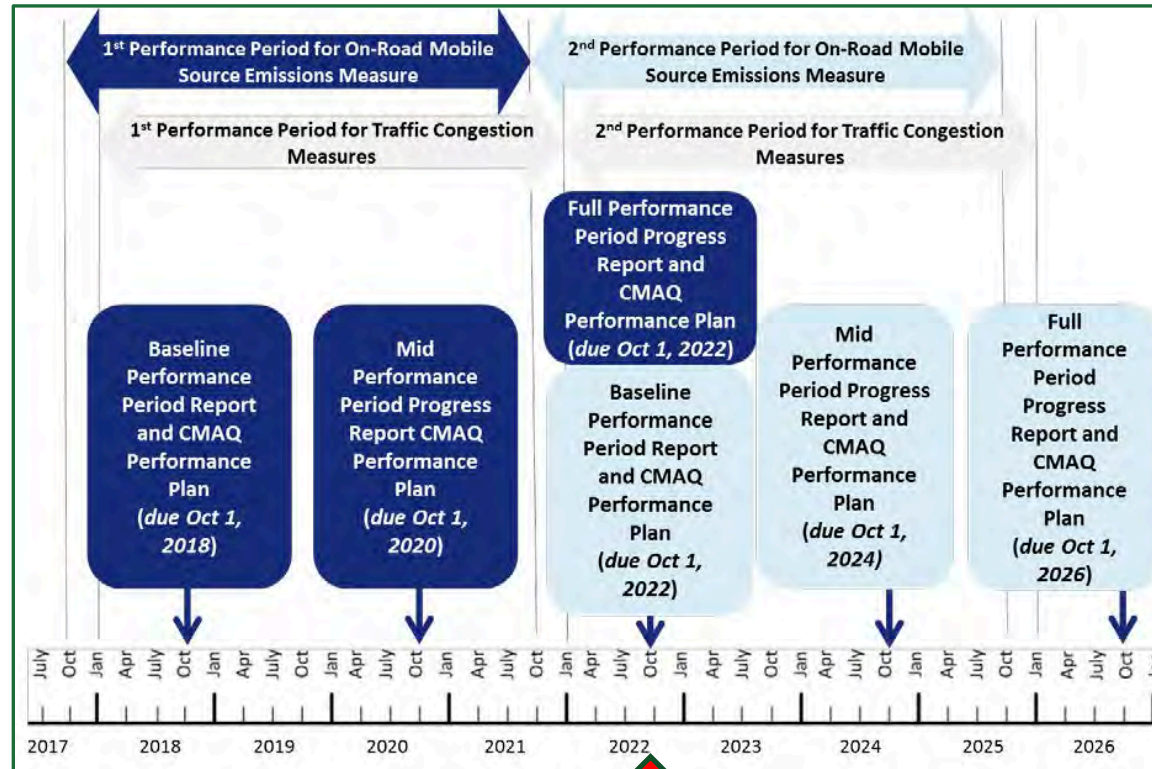 1st Performance Period for On-Road Mobile
Source Emissions Measure
2nd Performance Period for On-Road Mobile
Source Emissions Measure
1st Performance Period for Traffic Congestion
Measures
2nd Performance Period for Traffic Congestion
Measures
Baseline
Performance
Period Report
and CMAQ
Performance
Plan
(due Oct 1,
2018)
Mid
Performance
Period Progress
Report CMAQ
Performance
Plan
(due Oct 1,
2020)
Full Performance
Period Progress
Report and
CMAQ
Performance Plan
(due Oct 1, 2022)
Baseline
Performance
Period Report
and CMAQ
Performance
Plan
(due Oct 1,
2022)
Mid
Performance
Period Progress
Report and
CMAQ
Performance
Plan
(due Oct 1,
2024)
Full
Performance
Period
Progress
Report and
CMAQ
Performance
Plan
(due Oct 1,
2026)
July Oct Jan Apr July Oct Jan Apr July Oct Jan Apr July Oct Jan Apr July Oct Jan Apr July Oct Jan Apr July Oct Jan Apr July Oct Jan Apr July Oct Jan Apr July Oct
2017 2018 2019 2020 2021 2022 2023 2024 2025 2026